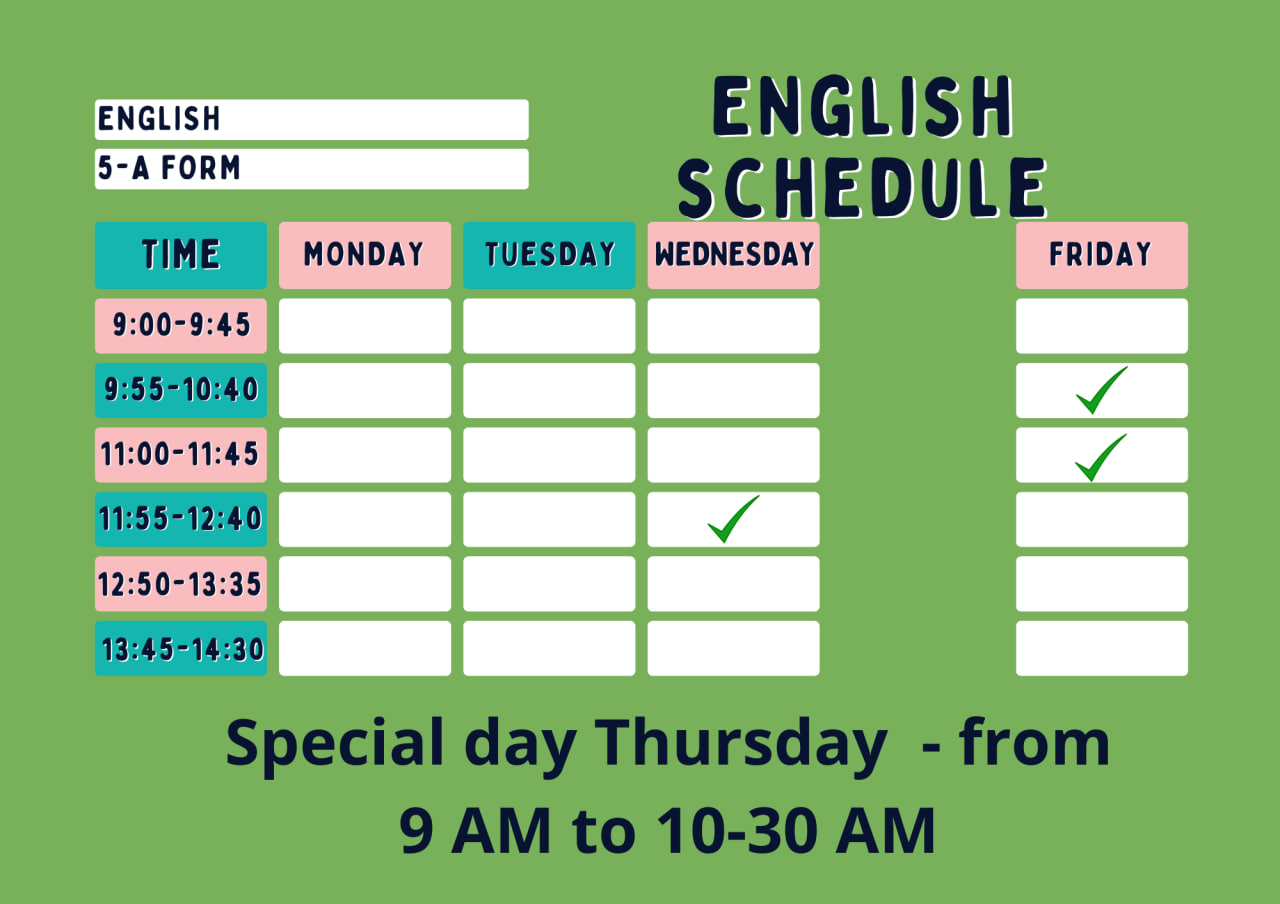 ENGLISH
5-A FORM
ENGLISH
SCHEDULE
TIME MONDAY TUESDAY WEDNESDAY FRIDAY
9:00-9:45
9:55-10:40
11:00-11:45
11:55-12:40
12:50-13:35
13:45-14:30
Special day Thursday - from
9 AM to 10-30 AM